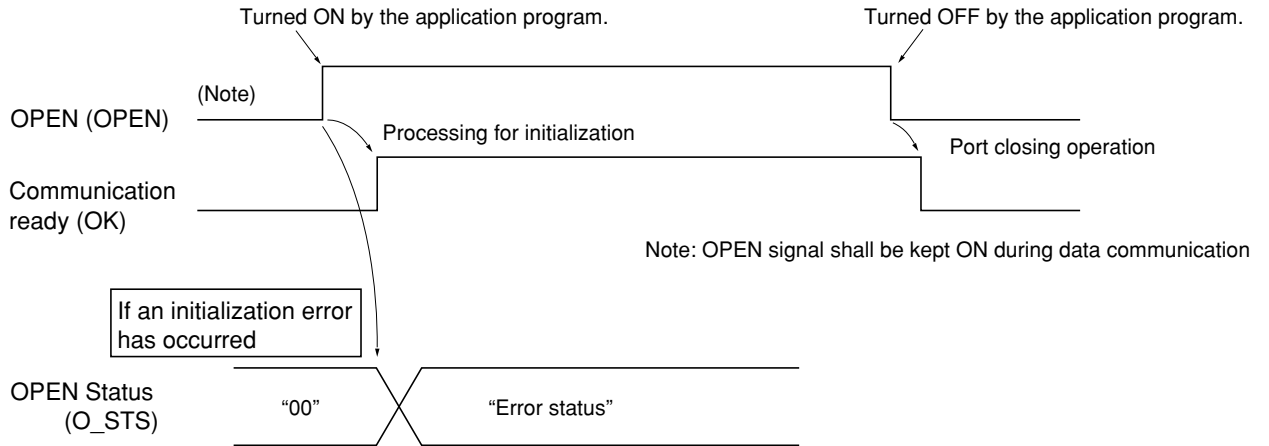 Turned ON by the application program.
Turned OFF by the application program.
(Note)
OPEN (OPEN)
Processing for initialization
Port closing operation
Communication
ready (OK)
Note: OPEN signal shall be kept ON during data communication
If an initialization error
has occurred
OPEN Status
(O_STS)
“00”
“Error status”